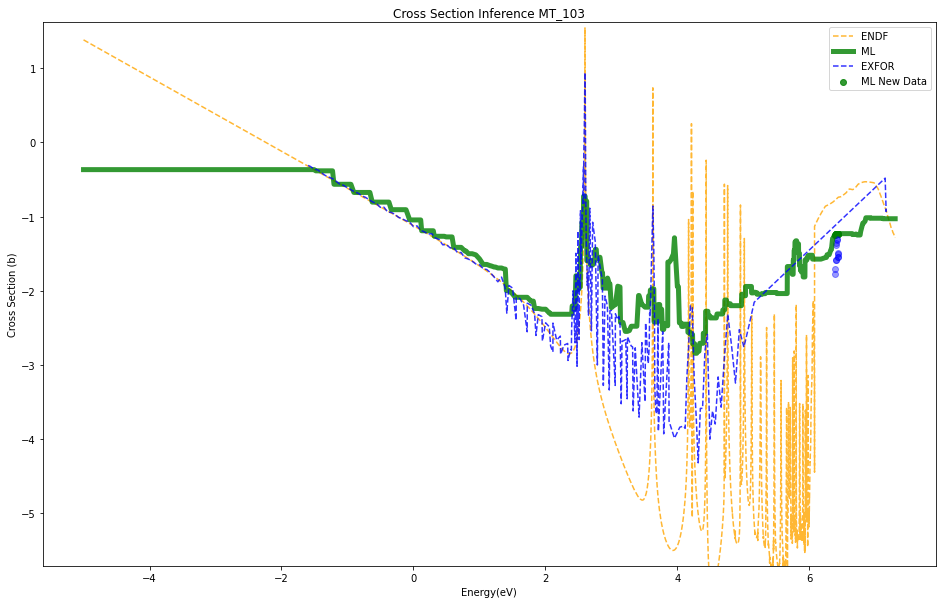 Cross Section Inference MT_103
ENDF
ML
EXFOR
ML New Data
Cross Section (b)
1
0
−1
−2
−3
−4
−5
−4
−2
0
2
4
6
Energy(eV)